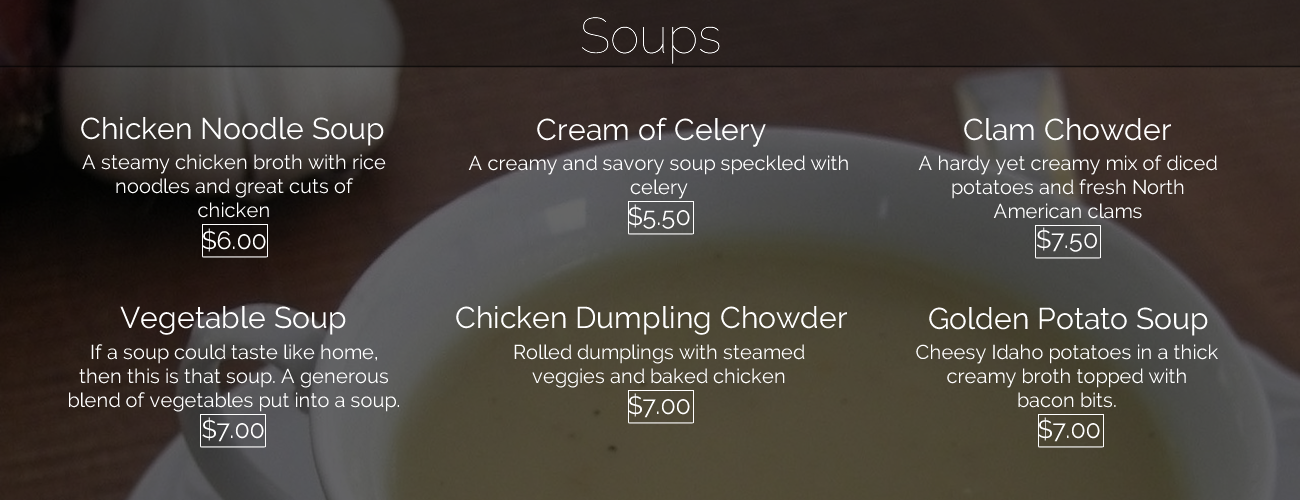 Soups
Chicken Noodle Soup
A steamy chicken broth with rice
noodles and great cuts of
chicken
$6.00
Cream of Celery
A creamy and savory soup speckled with
celery
$5.50
Clam Chowder
A hardy yet creamy mix of diced
potatoes and fresh North
American clams
$7.50
Vegetable Soup
If a soup could taste like home,
then this is that soup. A generous
blend of vegetables put into a soup.
$7.00
Chicken Dumpling Chowder
Rolled dumplings with steamed
veggies and baked chicken
$7.00
Golden Potato Soup
Cheesy Idaho potatoes in a thick
creamy broth topped with
bacon bits.
$7.00